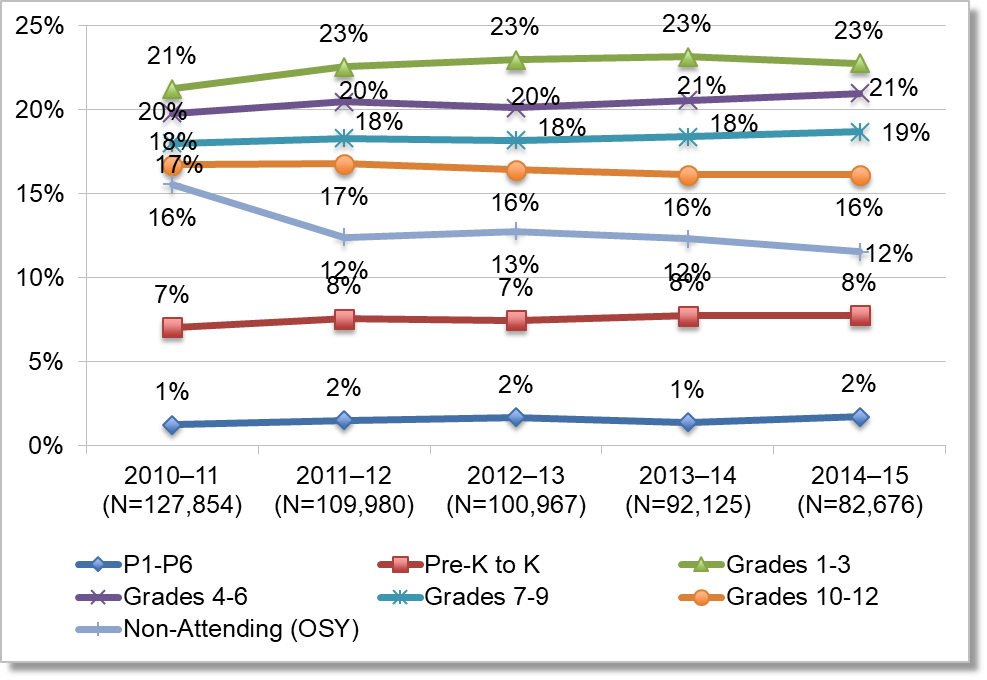 25%
20%
15%
10%
5%
0%
21% 23% 23% 23% 23%
20% 20% 20% 21% 21%
18% 18% 18% 18% 19%
17% 17% 16% 16% 16%
16% 12% 13% 12% 12%
7% 8% 7% 8% 8%
1% 2% 2% 1% 2%
2010–11 2011–12 2012–13 2013–14 2014–15
(N=127,854) (N=109,980) (N=100,967) (N=92,125) (N=82,676)
P1-P6 Pre-K to K Grades 1-3
Grades 4-6 Grades 7-9 Grades 10-12
Non-Attending (OSY)